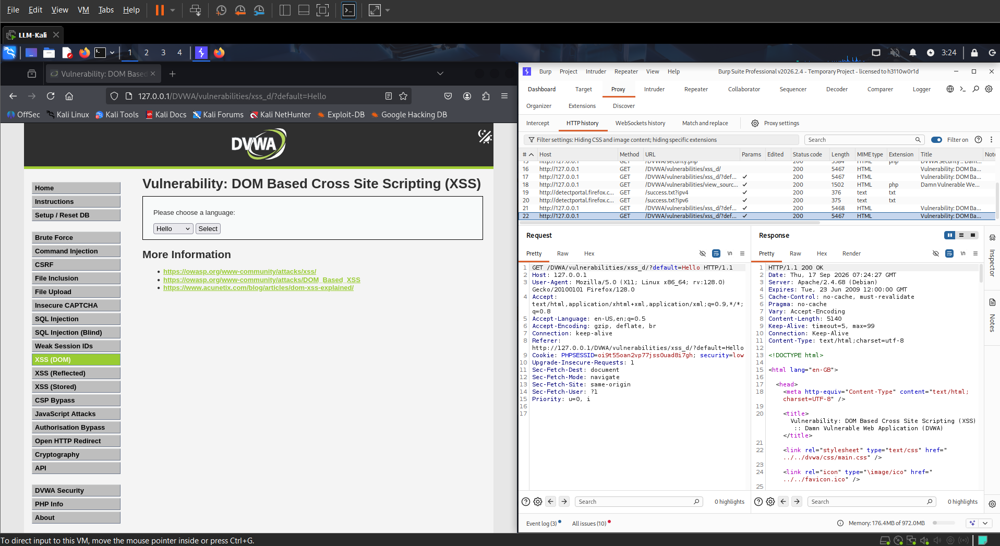 File Edit View VM Tabs Help
LLM-Kali
1 2 3 4
3:24
Vulnerability: DOM Based
127.0.0.1/DVWA/vulnerabilities/xss_d/?default=Hello
OffSec Kali Linux Kali Tools Kali Docs Kali Forums Kali NetHunter Exploit-DB Google Hacking DB
DVWA
Home
Instructions
Setup / Reset DB
Brute Force
Command Injection
CSRF
File Inclusion
File Upload
Insecure CAPTCHA
SQL Injection
SQL Injection (Blind)
Weak Session IDs
XSS (DOM)
XSS (Reflected)
XSS (Stored)
CSP Bypass
JavaScript Attacks
Authorisation Bypass
Open HTTP Redirect
Cryptography
API
DVWA Security
PHP Info
About
Vulnerability: DOM Based Cross Site Scripting (XSS)
Please choose a language:
Hello Select
More Information
https://owasp.org/www-community/attacks/xss/
https://owasp.org/www-community/attacks/DOM_Based_XSS
https://www.acunetix.com/blog/articles/dom-xss-explained/
Burp Project Intruder Repeater View Help Burp Suite Professional v2026.2.4 - Temporary Project - licensed to h3110w0r1d
Dashboard Target Proxy Intruder Repeater Collaborator Sequencer Decoder Comparer Logger
Organizer Extensions Discover
Intercept HTTP history WebSockets history Match and replace Proxy settings
Filter settings: Hiding CSS and image content; hiding specific extensions Search Filter on
# Host Method URL Params Edited Status code Length MIME type Extension Title Note
15 http://127.0.0.1 GET /DVWA/security.php 200 5584 HTML php DVWA Security :: Dam...
16 http://127.0.0.1 GET /DVWA/vulnerabilities/xss_d/ 200 5467 HTML Vulnerability: DOM Ba...
17 http://127.0.0.1 GET /DVWA/vulnerabilities/xss_d/?def... ✓ 200 5467 HTML Vulnerability: DOM Ba...
18 http://127.0.0.1 GET /DVWA/vulnerabilities/view_sourc... ✓ 200 1502 HTML php Damn Vulnerable We...
19 http://detectportal.firefox.c... GET /success.txt?ipv4 ✓ 200 376 text txt
20 http://detectportal.firefox.c... GET /success.txt?ipv6 ✓ 200 375 text txt
21 http://127.0.0.1 GET /DVWA/vulnerabilities/xss_d/?def... ✓ 200 5468 HTML Vulnerability: DOM Ba...
22 http://127.0.0.1 GET /DVWA/vulnerabilities/xss_d/?def... ✓ 200 5467 HTML Vulnerability: DOM Ba...
Request
Pretty Raw Hex \n
1 GET /DVWA/vulnerabilities/xss_d/?default=Hello HTTP/1.1
2 Host: 127.0.0.1
3 User-Agent: Mozilla/5.0 (X11; Linux x86_64; rv:128.0)
Gecko/20100101 Firefox/128.0
4 Accept:
text/html,application/xhtml+xml,application/xml;q=0.9,*/*;
q=0.8
5 Accept-Language: en-US,en;q=0.5
6 Accept-Encoding: gzip, deflate, br
7 Connection: keep-alive
8 Referer:
http://127.0.0.1/DVWA/vulnerabilities/xss_d/?default=Hello
9 Cookie: PHPSESSID=oi9t55oan2vp77jss0uad8i7gh; security=low
10 Upgrade-Insecure-Requests: 1
11 Sec-Fetch-Dest: document
12 Sec-Fetch-Mode: navigate
13 Sec-Fetch-Site: same-origin
14 Sec-Fetch-User: ?1
15 Priority: u=0, i
16
17
Search 0 highlights
Response
Pretty Raw Hex Render \n
1 HTTP/1.1 200 OK
2 Date: Thu, 17 Sep 2026 07:24:27 GMT
3 Server: Apache/2.4.68 (Debian)
4 Expires: Tue, 23 Jun 2009 12:00:00 GMT
5 Cache-Control: no-cache, must-revalidate
6 Pragma: no-cache
7 Vary: Accept-Encoding
8 Content-Length: 5140
9 Keep-Alive: timeout=5, max=99
10 Connection: Keep-Alive
11 Content-Type: text/html;charset=utf-8
12
13 <!DOCTYPE html>
14
15 <html lang="en-GB">
16
17 <head>
18 <meta http-equiv="Content-Type" content="text/html;
charset=UTF-8" />
19
20 <title>
Vulnerability: DOM Based Cross Site Scripting (XSS)
:: Damn Vulnerable Web Application (DVWA)
</title>
21
22 <link rel="stylesheet" type="text/css" href="
../../dvwa/css/main.css" />
23
24 <link rel="icon" type="\image/ico" href="
../../favicon.ico" />
25
Search 0 highlights
Inspector
Notes
Event log (3) All issues (10) Memory: 176.4MB of 972.0MB
To direct input to this VM, move the mouse pointer inside or press Ctrl+G.